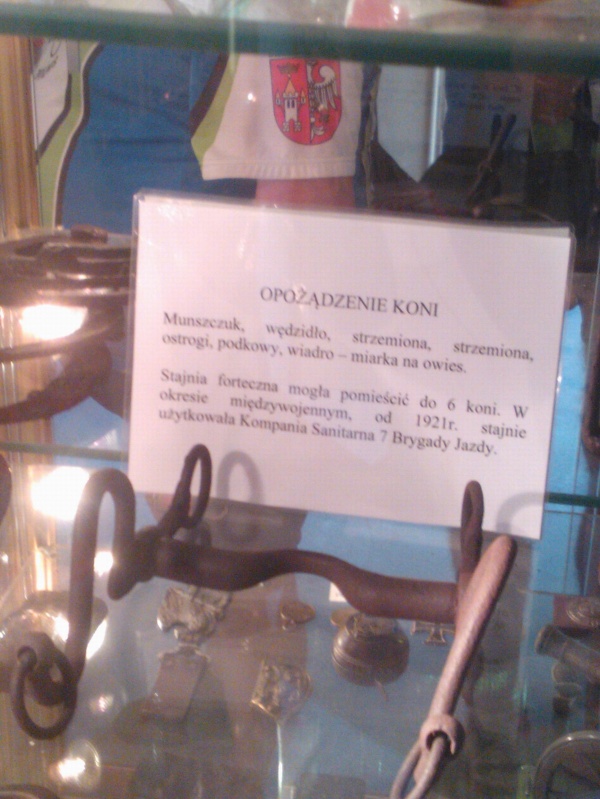 OPOŻĄDZENIE KONI
Munszczuk, wędzidło, strzemiona, strzemiona,
ostrogi, podkowy, wiadro – miarka na owies.
Stajnia forteczna mogła pomieścić do 6 koni. W
okresie międzywojennym, od 1921r. stajnie
użytkowała Kompania Sanitarna 7 Brygady Jazdy.